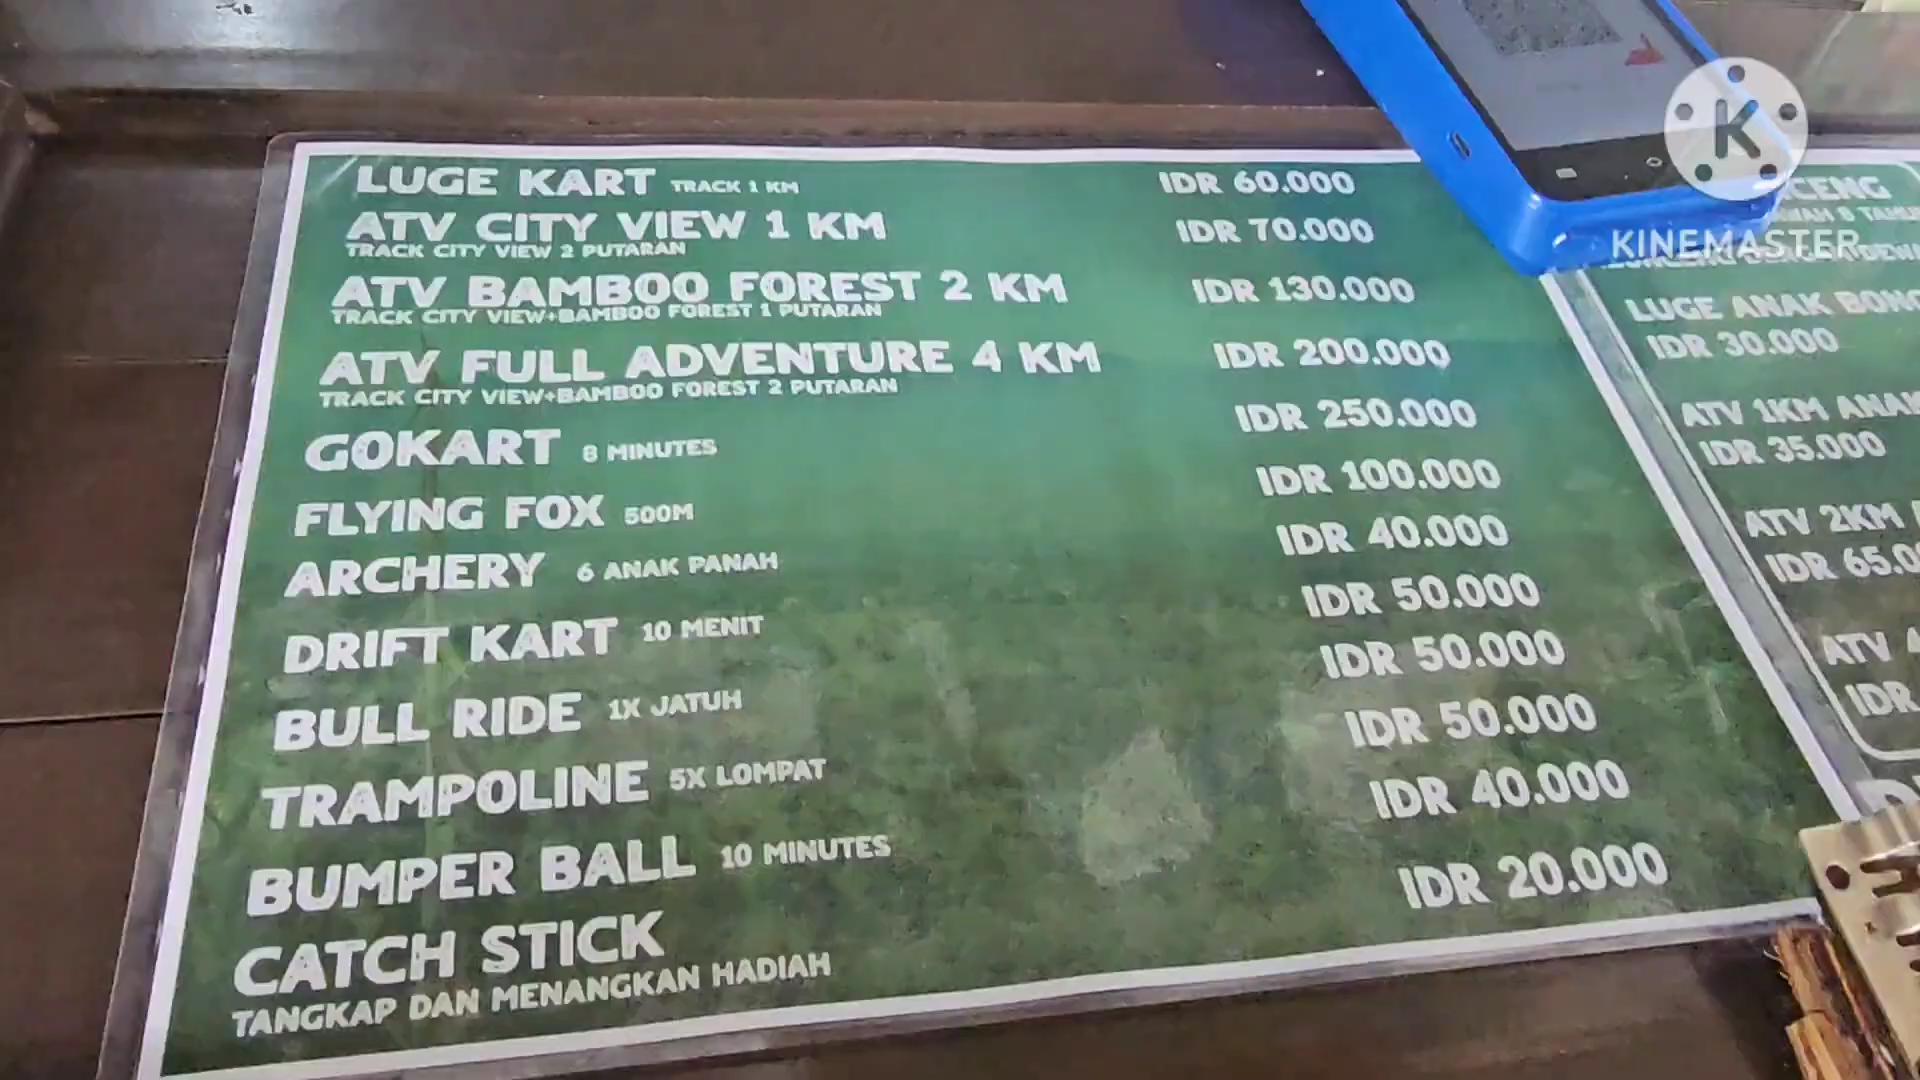 LUGE KART TRACK 1 KM IDR 60.000
ATV CITY VIEW 1 KM IDR 70.000
TRACK CITY VIEW 2 PUTARAN
ATV BAMBOO FOREST 2 KM IDR 130.000
TRACK CITY VIEW+BAMBOO FOREST 1 PUTARAN
ATV FULL ADVENTURE 4 KM IDR 200.000
TRACK CITY VIEW+BAMBOO FOREST 2 PUTARAN
GOKART 8 MINUTES IDR 250.000
FLYING FOX 500M IDR 100.000
ARCHERY 6 ANAK PANAH IDR 40.000
DRIFT KART 10 MENIT IDR 50.000
BULL RIDE 1X JATUH IDR 50.000
TRAMPOLINE 5X LOMPAT IDR 50.000
BUMPER BALL 10 MINUTES IDR 40.000
CATCH STICK IDR 20.000
TANGKAP DAN MENANGKAN HADIAH
K
KINEMASTER
LUGE ANAK
IDR 30.000
ATV 1KM
IDR 35.000
ATV 2KM
IDR
ATV
IDR